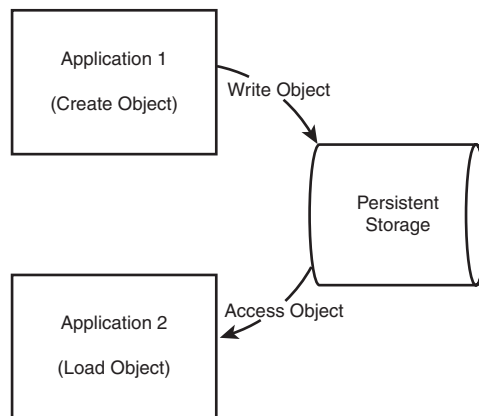 Application 1
(Create Object)
Write Object
Persistent
Storage
Access Object
Application 2
(Load Object)